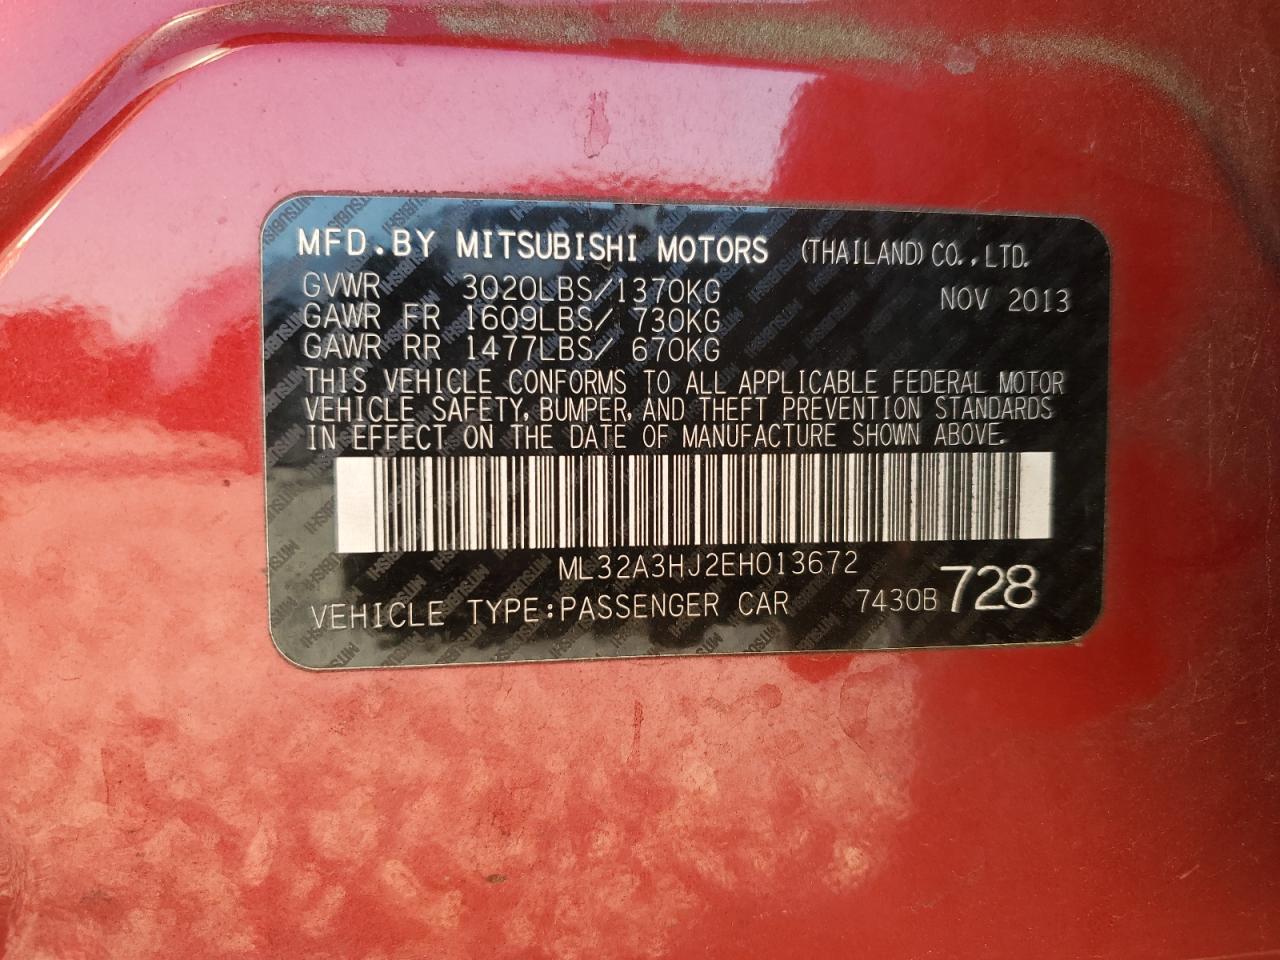 MFD.BY MITSUBISHI MOTORS (THAILAND) CO.,LTD.
GVWR 3020LBS/1370KG NOV 2013
GAWR FR 1609LBS/ 730KG
GAWR RR 1477LBS/ 670KG
THIS VEHICLE CONFORMS TO ALL APPLICABLE FEDERAL MOTOR
VEHICLE SAFETY, BUMPER, AND THEFT PREVENTION STANDARDS
IN EFFECT ON THE DATE OF MANUFACTURE SHOWN ABOVE.
ML32A3HJ2EH013672
VEHICLE TYPE:PASSENGER CAR 7430B 728